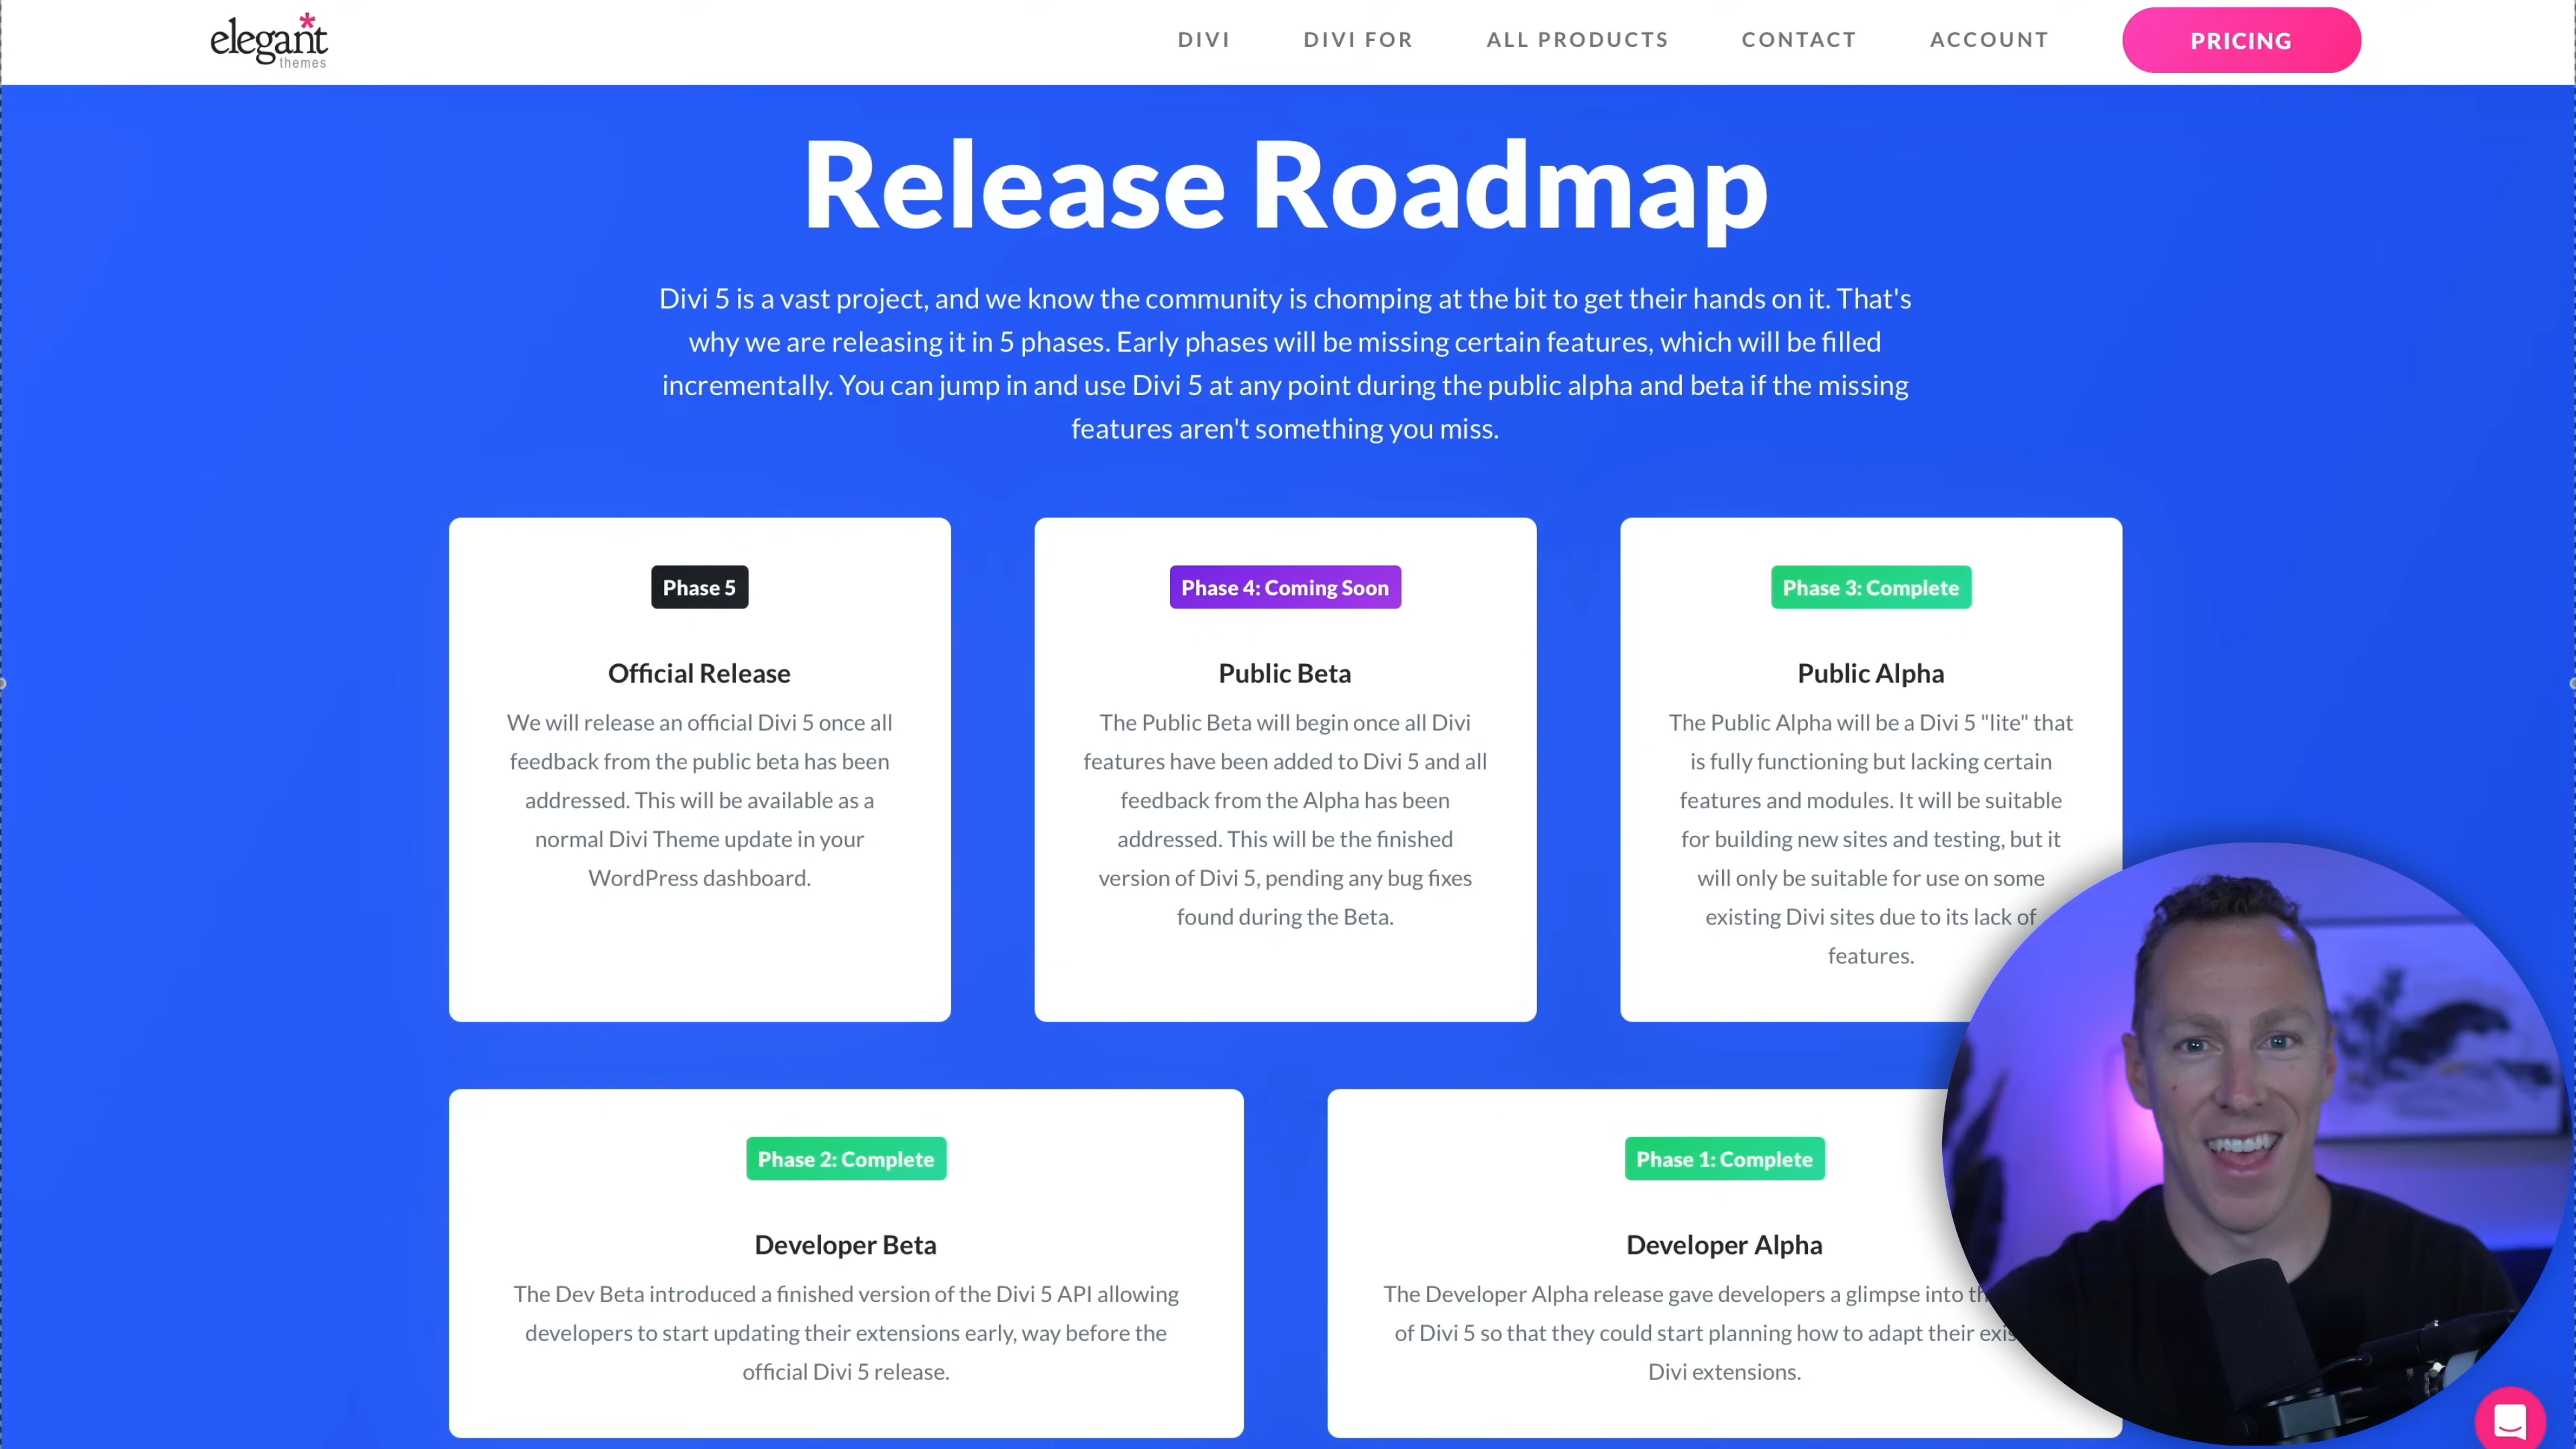 elegant
themes
DIVI
DIVI FOR
ALL PRODUCTS
CONTACT
ACCOUNT
PRICING
Release Roadmap
Divi 5 is a vast project, and we know the community is chomping at the bit to get their hands on it. That's
why we are releasing it in 5 phases. Early phases will be missing certain features, which will be filled
incrementally. You can jump in and use Divi 5 at any point during the public alpha and beta if the missing
features aren't something you miss.
Phase 5
Official Release
We will release an official Divi 5 once all
feedback from the public beta has been
addressed. This will be available as a
normal Divi Theme update in your
WordPress dashboard.
Phase 4: Coming Soon
Public Beta
The Public Beta will begin once all Divi
features have been added to Divi 5 and all
feedback from the Alpha has been
addressed. This will be the finished
version of Divi 5, pending any bug fixes
found during the Beta.
Phase 3: Complete
Public Alpha
The Public Alpha will be a Divi 5 "lite" that
is fully functioning but lacking certain
features and modules. It will be suitable
for building new sites and testing, but it
will only be suitable for use on some
existing Divi sites due to its lack of
features.
Phase 2: Complete
Developer Beta
The Dev Beta introduced a finished version of the Divi 5 API allowing
developers to start updating their extensions early, way before the
official Divi 5 release.
Phase 1: Complete
Developer Alpha
The Developer Alpha release gave developers a glimpse into
of Divi 5 so that they could start planning how to adapt their
Divi extensions.